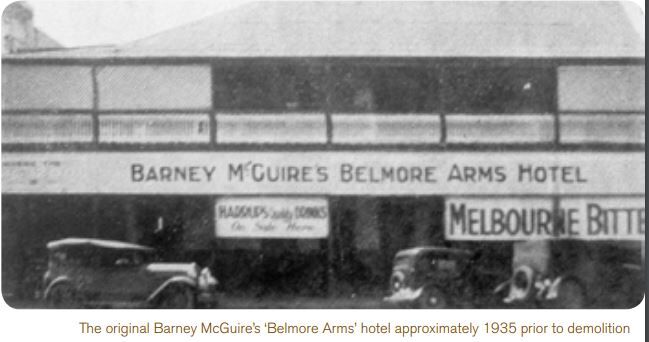 BARNEY McGUIRE'S BELMORE ARMS HOTEL
DRINKS
On Sale Here
MELBOURNE BITTE
The original Barney McGuire's 'Belmore Arms' hotel approximately 1935 prior to demolition